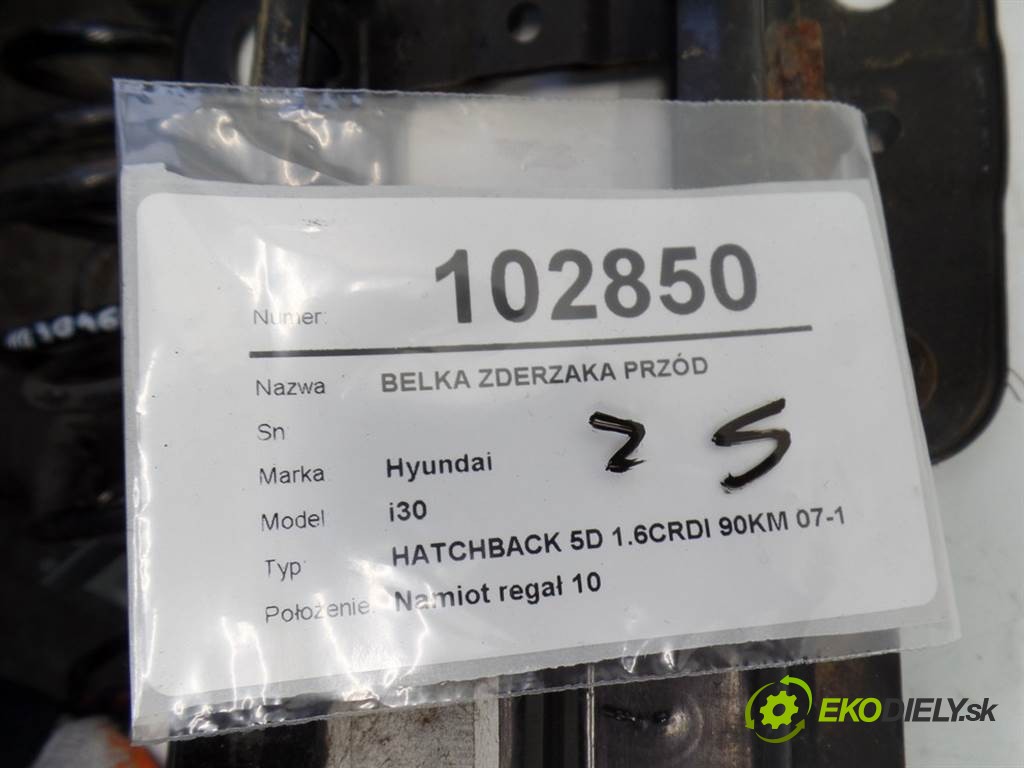 Numer: 102850
Nazwa BELKA ZDERZAKA PRZÓD
Sn
25
Marka Hyundai
Model i30
Typ: HATCHBACK 5D 1.6CRDI 90KM 07-1
Położenie: Namiot regał 10
EKODIELY.sk